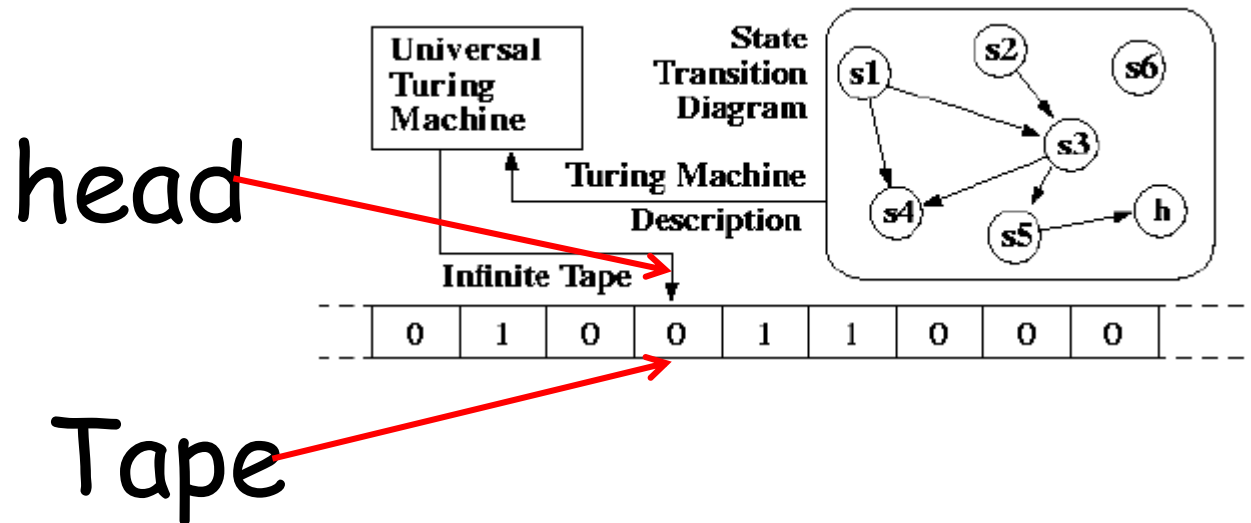 Universal
Turing
Machine
State
Transition
Diagram
s1
s2
s6
s3
s4
s5
h
head
Turing Machine
Description
Infinite Tape
0 1 0 0 1 1 0 0 0
Tape